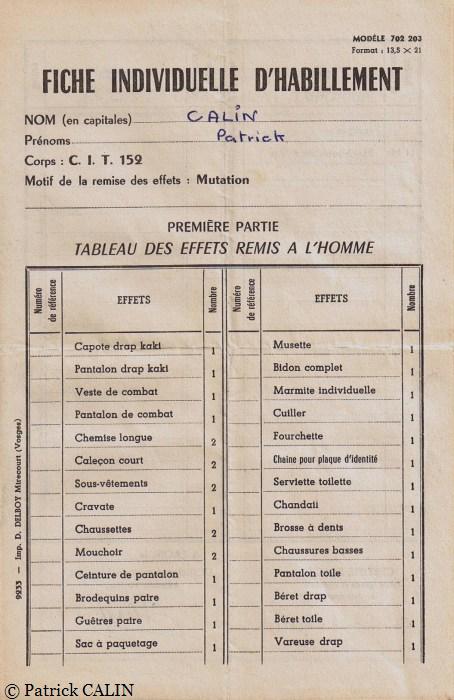 MODÈLE 702 203
Format : 13,5 × 21
FICHE INDIVIDUELLE D'HABILLEMENT
NOM (en capitales) CALIN
Prénoms Patrick
Corps : C. I. T. 152
Motif de la remise des effets : Mutation
PREMIÈRE PARTIE
TABLEAU DES EFFETS REMIS A L'HOMME
Numéro de référence EFFETS Nombre
Capote drap kaki 1
Pantalon drap kaki 1
Veste de combat 1
Pantalon de combat 1
Chemise longue 2
Caleçon court 2
Sous-vêtements 2
Cravate 1
Chaussettes 2
Mouchoir 2
Ceinture de pantalon 1
Brodequins paire 1
Guêtres paire 1
Sac à paquetage 1
Numéro de référence EFFETS Nombre
Musette 1
Bidon complet 1
Marmite individuelle 1
Cuiller 1
Fourchette 1
Chaine pour plaque d'identité 1
Serviette toilette 1
Chandail 1
Brosse à dents 1
Chaussures basses 1
Pantalon toile 1
Béret drap 1
Béret toile 1
Vareuse drap 1
9233 — Imp. D. DELBOY Mirecourt (Vosges)
© Patrick CALIN